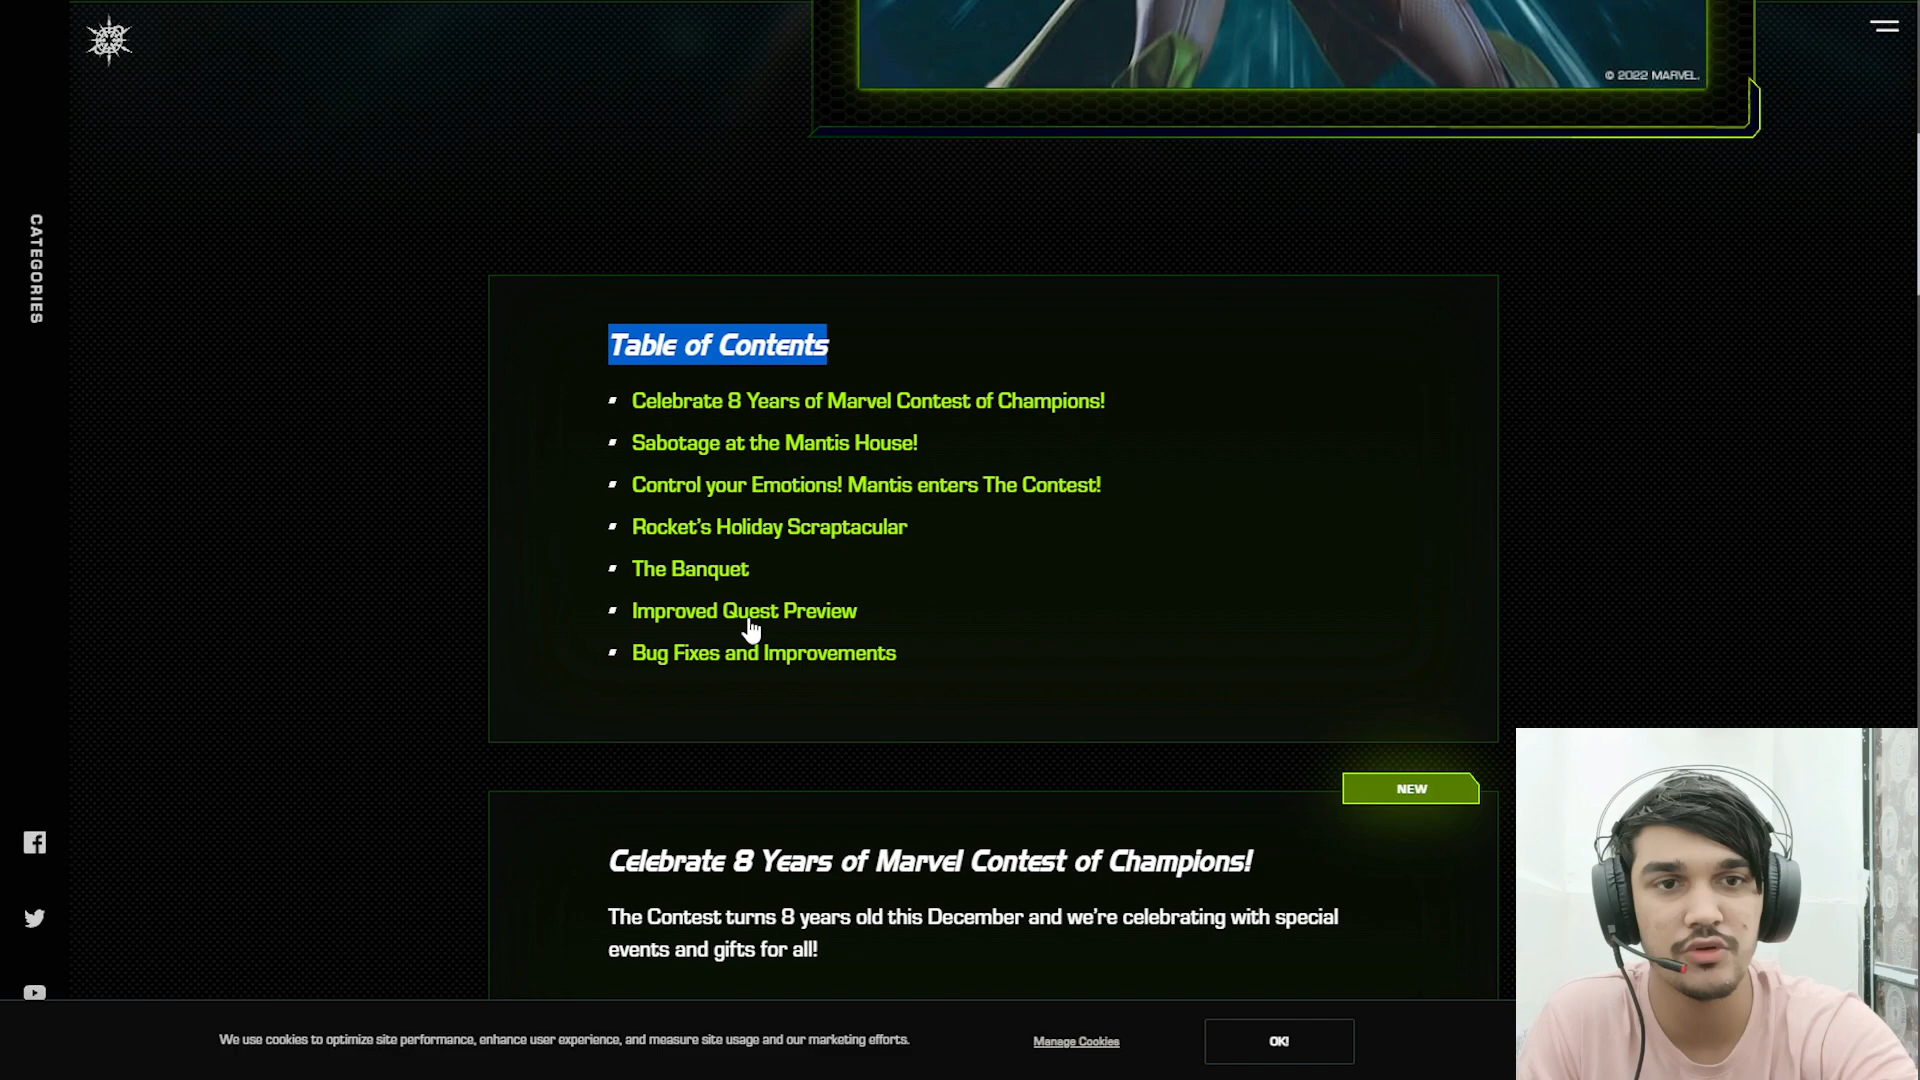 © 2022 MARVEL.
CATEGORIES
Table of Contents
Celebrate 8 Years of Marvel Contest of Champions!
Sabotage at the Mantis House!
Control your Emotions! Mantis enters The Contest!
Rocket's Holiday Scraptacular
The Banquet
Improved Quest Preview
Bug Fixes and Improvements
NEW
Celebrate 8 Years of Marvel Contest of Champions!
The Contest turns 8 years old this December and we're celebrating with special
events and gifts for all!
We use cookies to optimize site performance, enhance user experience, and measure site usage and our marketing efforts.
Manage Cookies
OK!